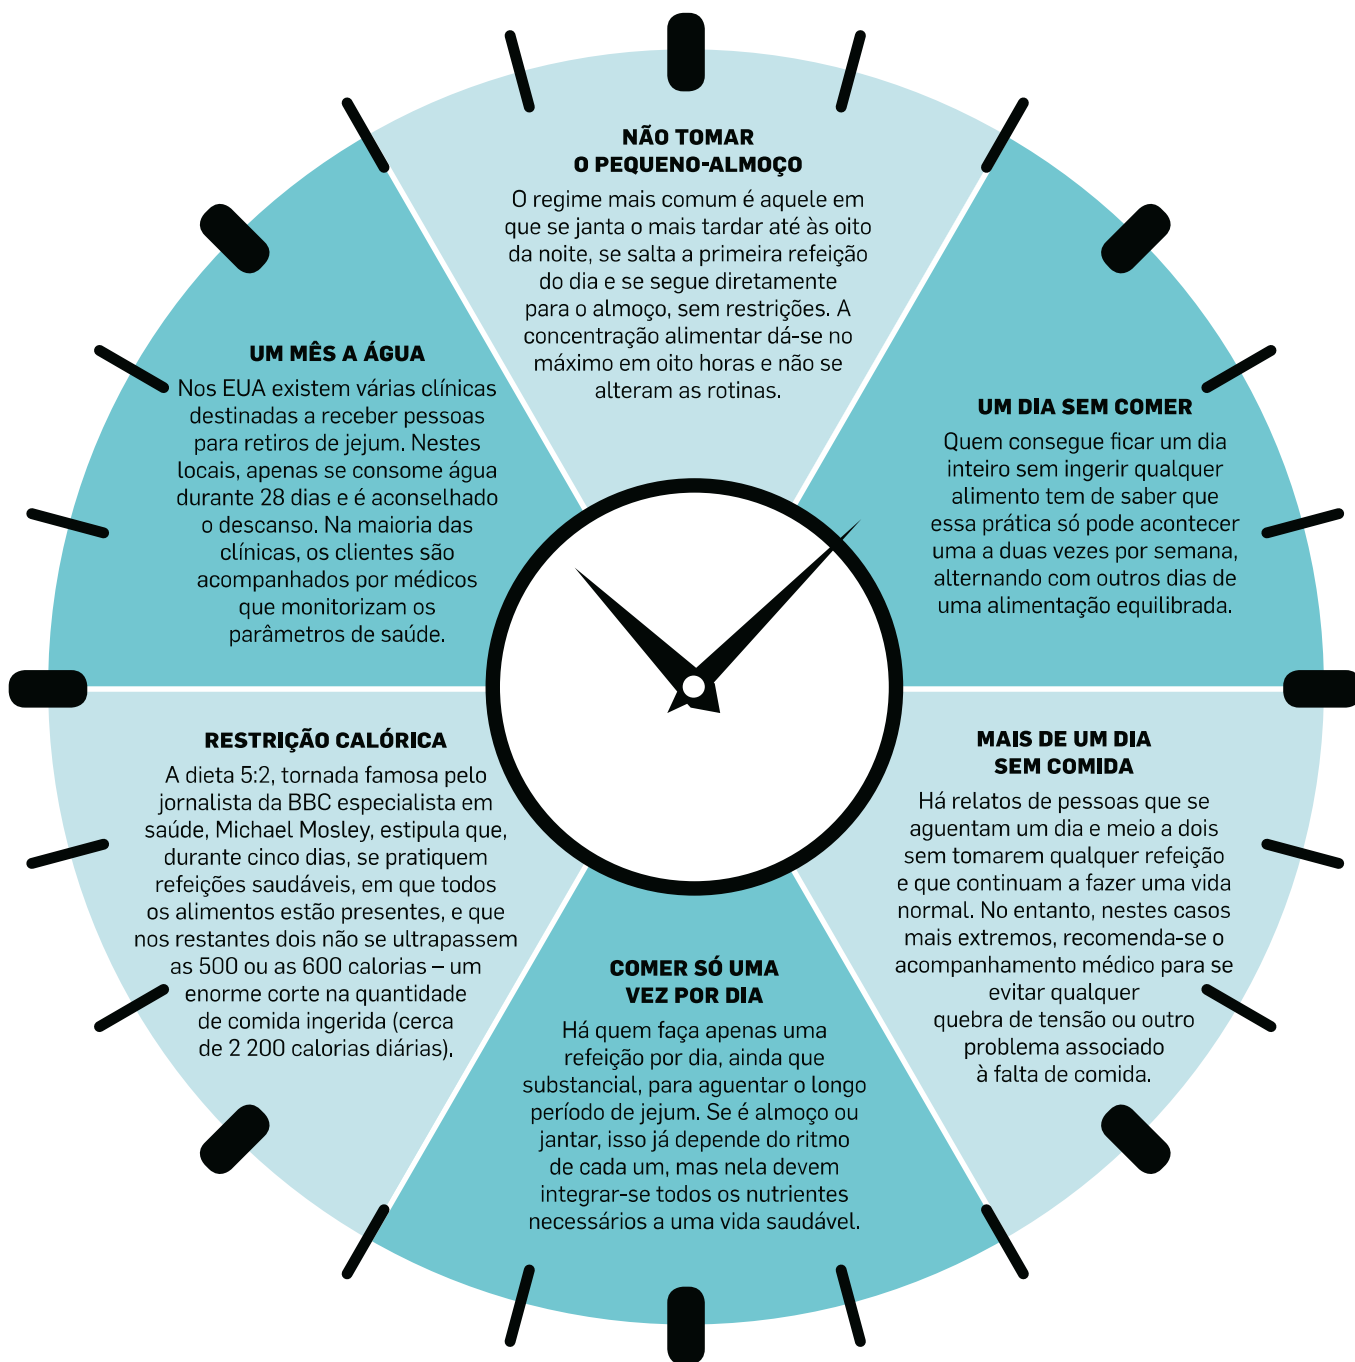 NÃO TOMAR
O PEQUENO-ALMOÇO
O regime mais comum é aquele em
que se janta o mais tardar até às oito
da noite, se salta a primeira refeição
do dia e se segue diretamente
para o almoço, sem restrições. A
concentração alimentar dá-se no
máximo em oito horas e não se
alteram as rotinas.
UM DIA SEM COMER
Quem consegue ficar um dia
inteiro sem ingerir qualquer
alimento tem de saber que
essa prática só pode acontecer
uma a duas vezes por semana,
alternando com outros dias de
uma alimentação equilibrada.
MAIS DE UM DIA
SEM COMIDA
Há relatos de pessoas que se
aguentam um dia e meio a dois
sem tomarem qualquer refeição
e que continuam a fazer uma vida
normal. No entanto, nestes casos
mais extremos, recomenda-se o
acompanhamento médico para se
evitar qualquer
quebra de tensão ou outro
problema associado
à falta de comida.
COMER SÓ UMA
VEZ POR DIA
Há quem faça apenas uma
refeição por dia, ainda que
substancial, para aguentar o longo
período de jejum. Se é almoço ou
jantar, isso já depende do ritmo
de cada um, mas nela devem
integrar-se todos os nutrientes
necessários a uma vida saudável.
RESTRIÇÃO CALÓRICA
A dieta 5:2, tornada famosa pelo
jornalista da BBC especialista em
saúde, Michael Mosley, estipula que,
durante cinco dias, se pratiquem
refeições saudáveis, em que todos
os alimentos estão presentes, e que
nos restantes dois não se ultrapassem
as 500 ou as 600 calorias – um
enorme corte na quantidade
de comida ingerida (cerca
de 2 200 calorias diárias).
UM MÊS A ÁGUA
Nos EUA existem várias clínicas
destinadas a receber pessoas
para retiros de jejum. Nestes
locais, apenas se consome água
durante 28 dias e é aconselhado
o descanso. Na maioria das
clínicas, os clientes são
acompanhados por médicos
que monitorizam os
parâmetros de saúde.